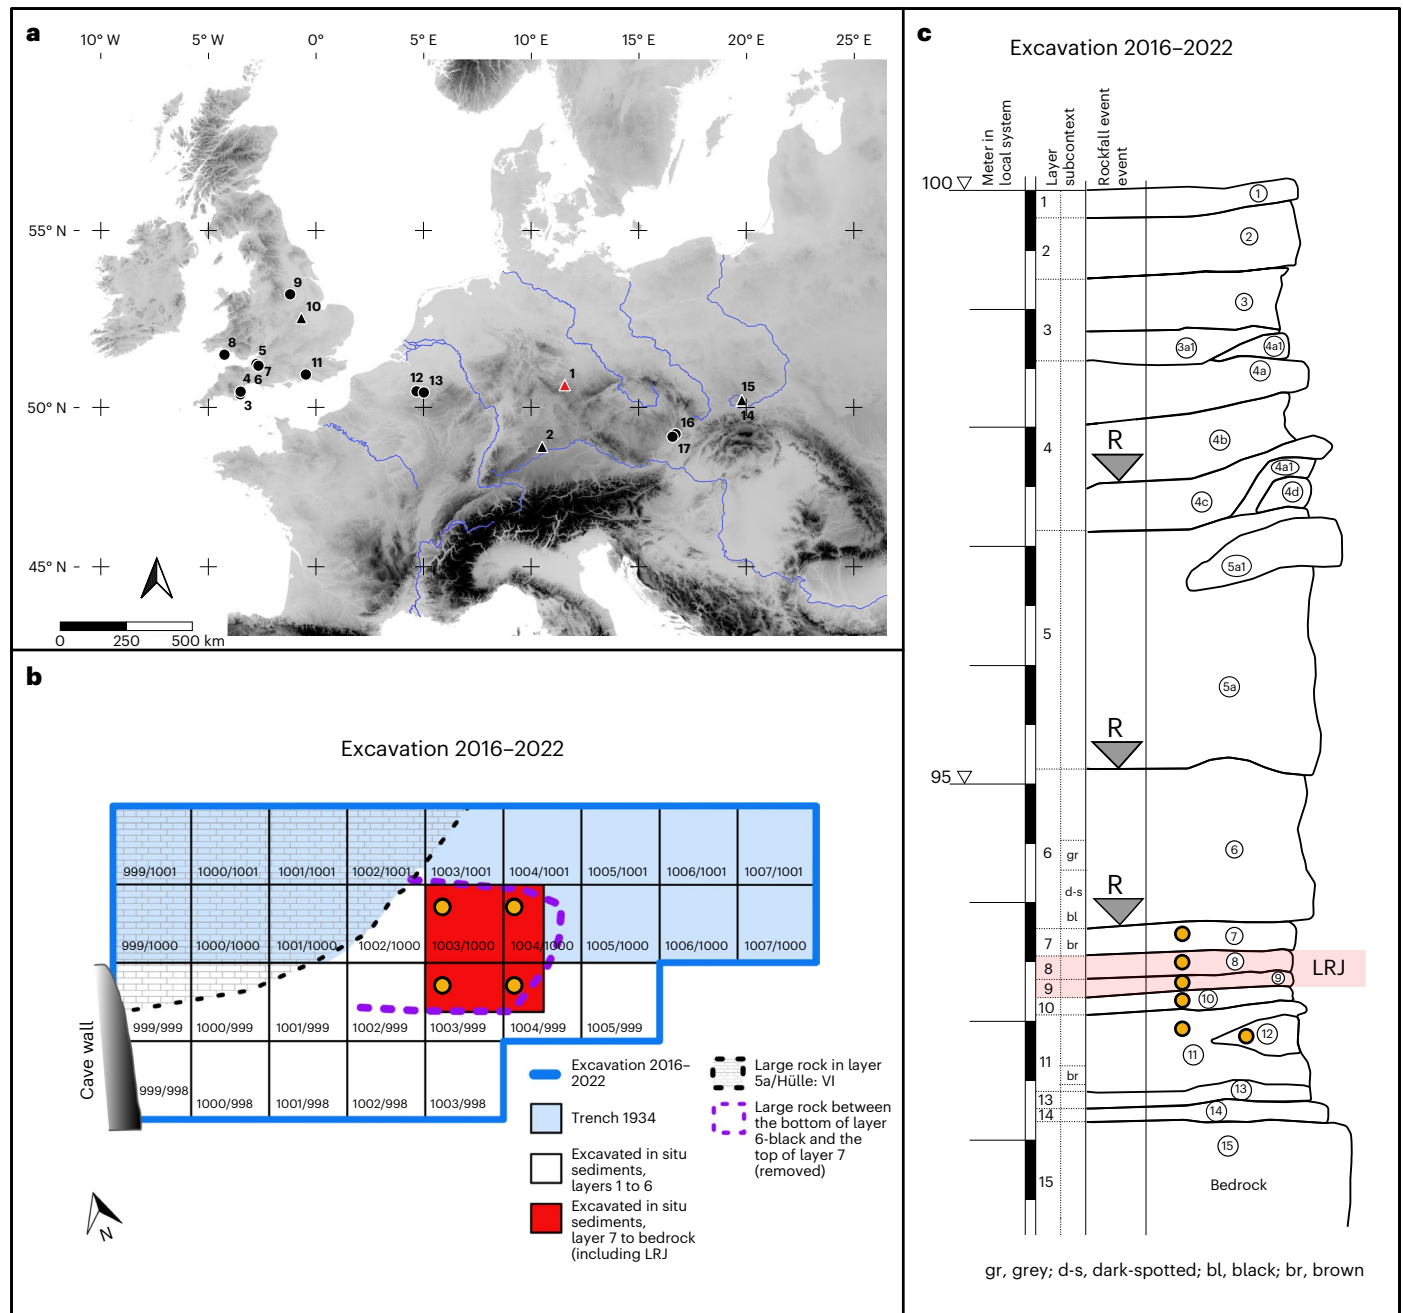 a
10° W 5° W 0° 5° E 10° E 15° E 20° E 25° E
55° N
50° N
45° N
9
10
8
5
7
11
4 6
3
12 13
1
2
15
14
16
17
0 250 500 km
b
Excavation 2016–2022
999/1001 1000/1001 1001/1001 1002/1001 1003/1001 1004/1001 1005/1001 1006/1001 1007/1001
999/1000 1000/1000 1001/1000 1002/1000 1003/1000 1004/1000 1005/1000 1006/1000 1007/1000
999/999 1000/999 1001/999 1002/999 1003/999 1004/999 1005/999
999/998 1000/998 1001/998 1002/998 1003/998
Cave wall
N
Excavation 2016–
2022
Trench 1934
Excavated in situ
sediments,
layers 1 to 6
Excavated in situ
sediments,
layer 7 to bedrock
(including LRJ
Large rock in layer
5a/Hülle: VI
Large rock between
the bottom of layer
6-black and the
top of layer 7
(removed)
c
Excavation 2016–2022
Meter in
local system
Layer
subcontext
Rockfall event
event
100
95
1
2
3
4
5
6 gr
d-s
bl
7 br
8
9
10
11
br
13
14
15
R
R
R
1
2
3
3a1 4a1
4a
4b
4a1
4c 4d
5a1
5a
6
7
8
9
10
12
11
13
14
15
LRJ
Bedrock
gr, grey; d-s, dark-spotted; bl, black; br, brown